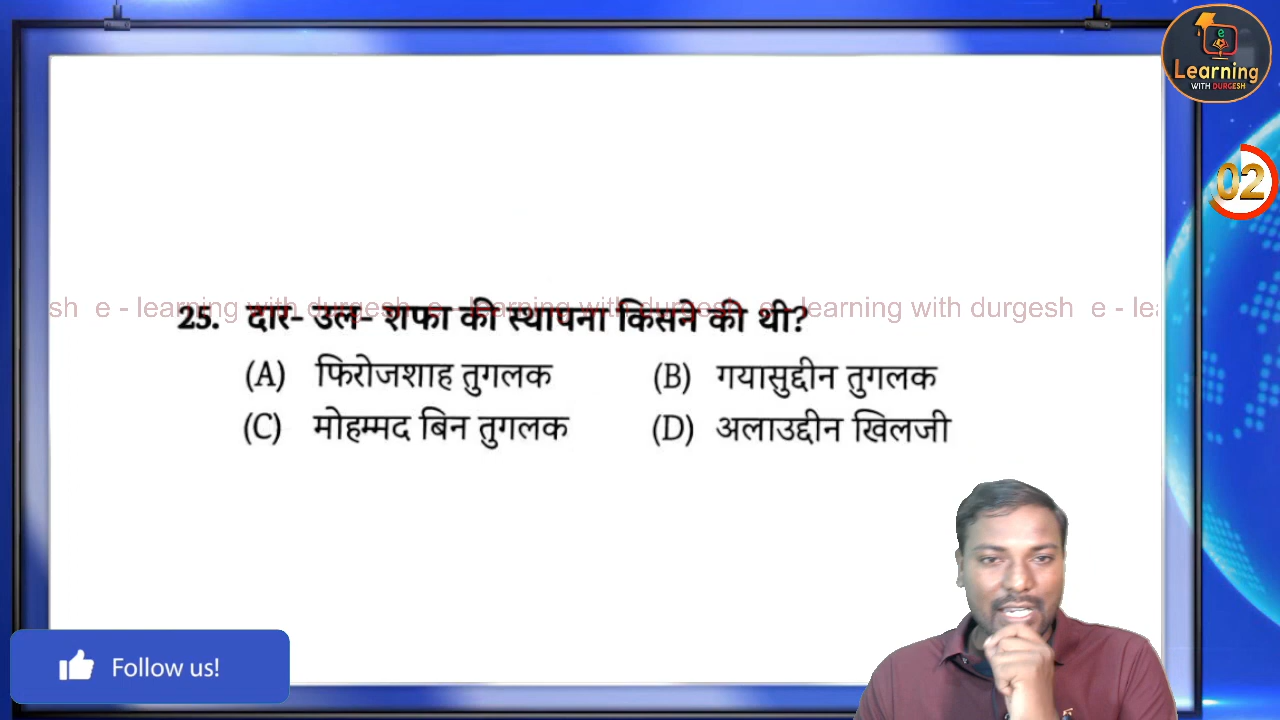 e
Learning
WITH DURGESH
02
sh e - learning with durgesh e - learning with durgesh e - learning with durgesh e - lea
25. दार- उल- शफा की स्थापना किसने की थी?
(A) फिरोजशाह तुगलक (B) गयासुद्दीन तुगलक
(C) मोहम्मद बिन तुगलक (D) अलाउद्दीन खिलजी
Follow us!